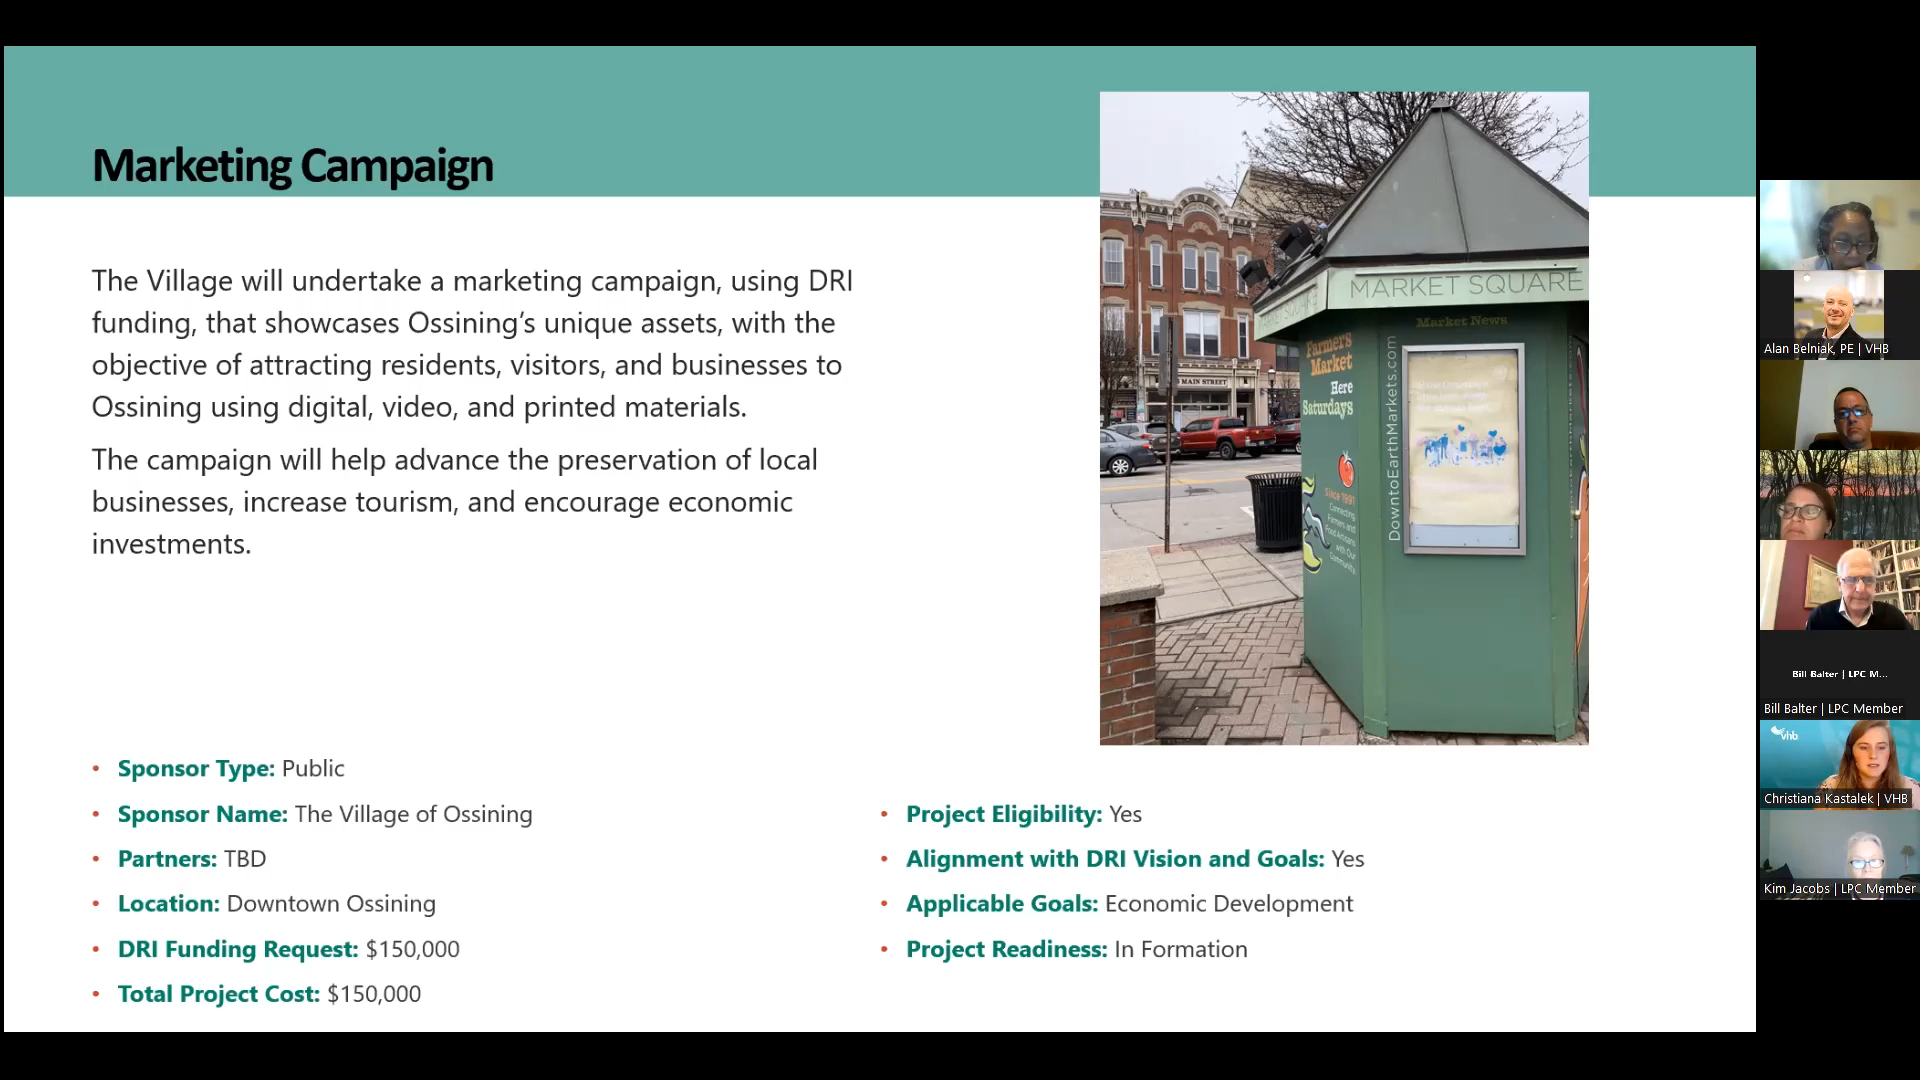 Marketing Campaign
The Village will undertake a marketing campaign, using DRI
funding, that showcases Ossining’s unique assets, with the
objective of attracting residents, visitors, and businesses to
Ossining using digital, video, and printed materials.
The campaign will help advance the preservation of local
businesses, increase tourism, and encourage economic
investments.
• Sponsor Type: Public
• Sponsor Name: The Village of Ossining
• Partners: TBD
• Location: Downtown Ossining
• DRI Funding Request: $150,000
• Total Project Cost: $150,000
• Project Eligibility: Yes
• Alignment with DRI Vision and Goals: Yes
• Applicable Goals: Economic Development
• Project Readiness: In Formation
MARKET SQUARE
Market News
Farmers
Market
Here
Saturdays
DowntoEarthMarkets.com
Since 1991
Connecting
Farmers and
Food Artisans
with Our
Community
MAIN STREET
Alan Belniak, PE | VHB
Bill Balter | LPC M...
Bill Balter | LPC Member
vhb
Christiana Kastalek | VHB
Kim Jacobs | LPC Member